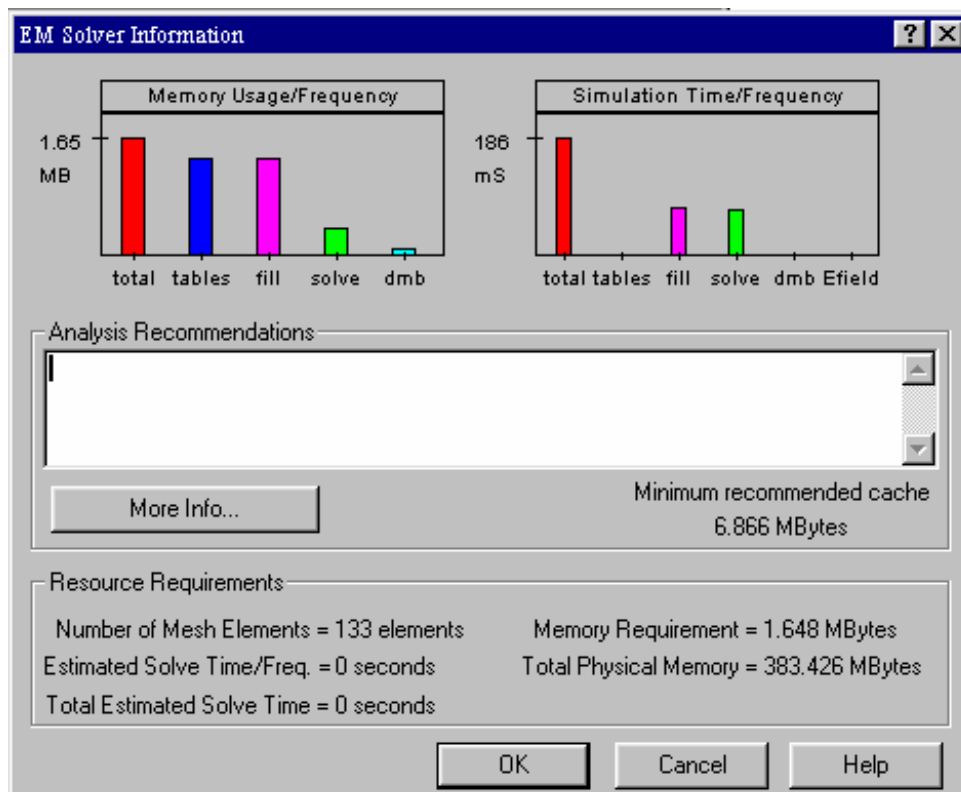 EM Solver Information
Memory Usage/Frequency
1.65
MB
total tables fill solve dmb
Simulation Time/Frequency
186
mS
total tables fill solve dmb Efield
Analysis Recommendations
More Info...
Minimum recommended cache
6.866 MBytes
Resource Requirements
Number of Mesh Elements = 133 elements
Memory Requirement = 1.648 MBytes
Estimated Solve Time/Freq. = 0 seconds
Total Physical Memory = 383.426 MBytes
Total Estimated Solve Time = 0 seconds
OK
Cancel
Help